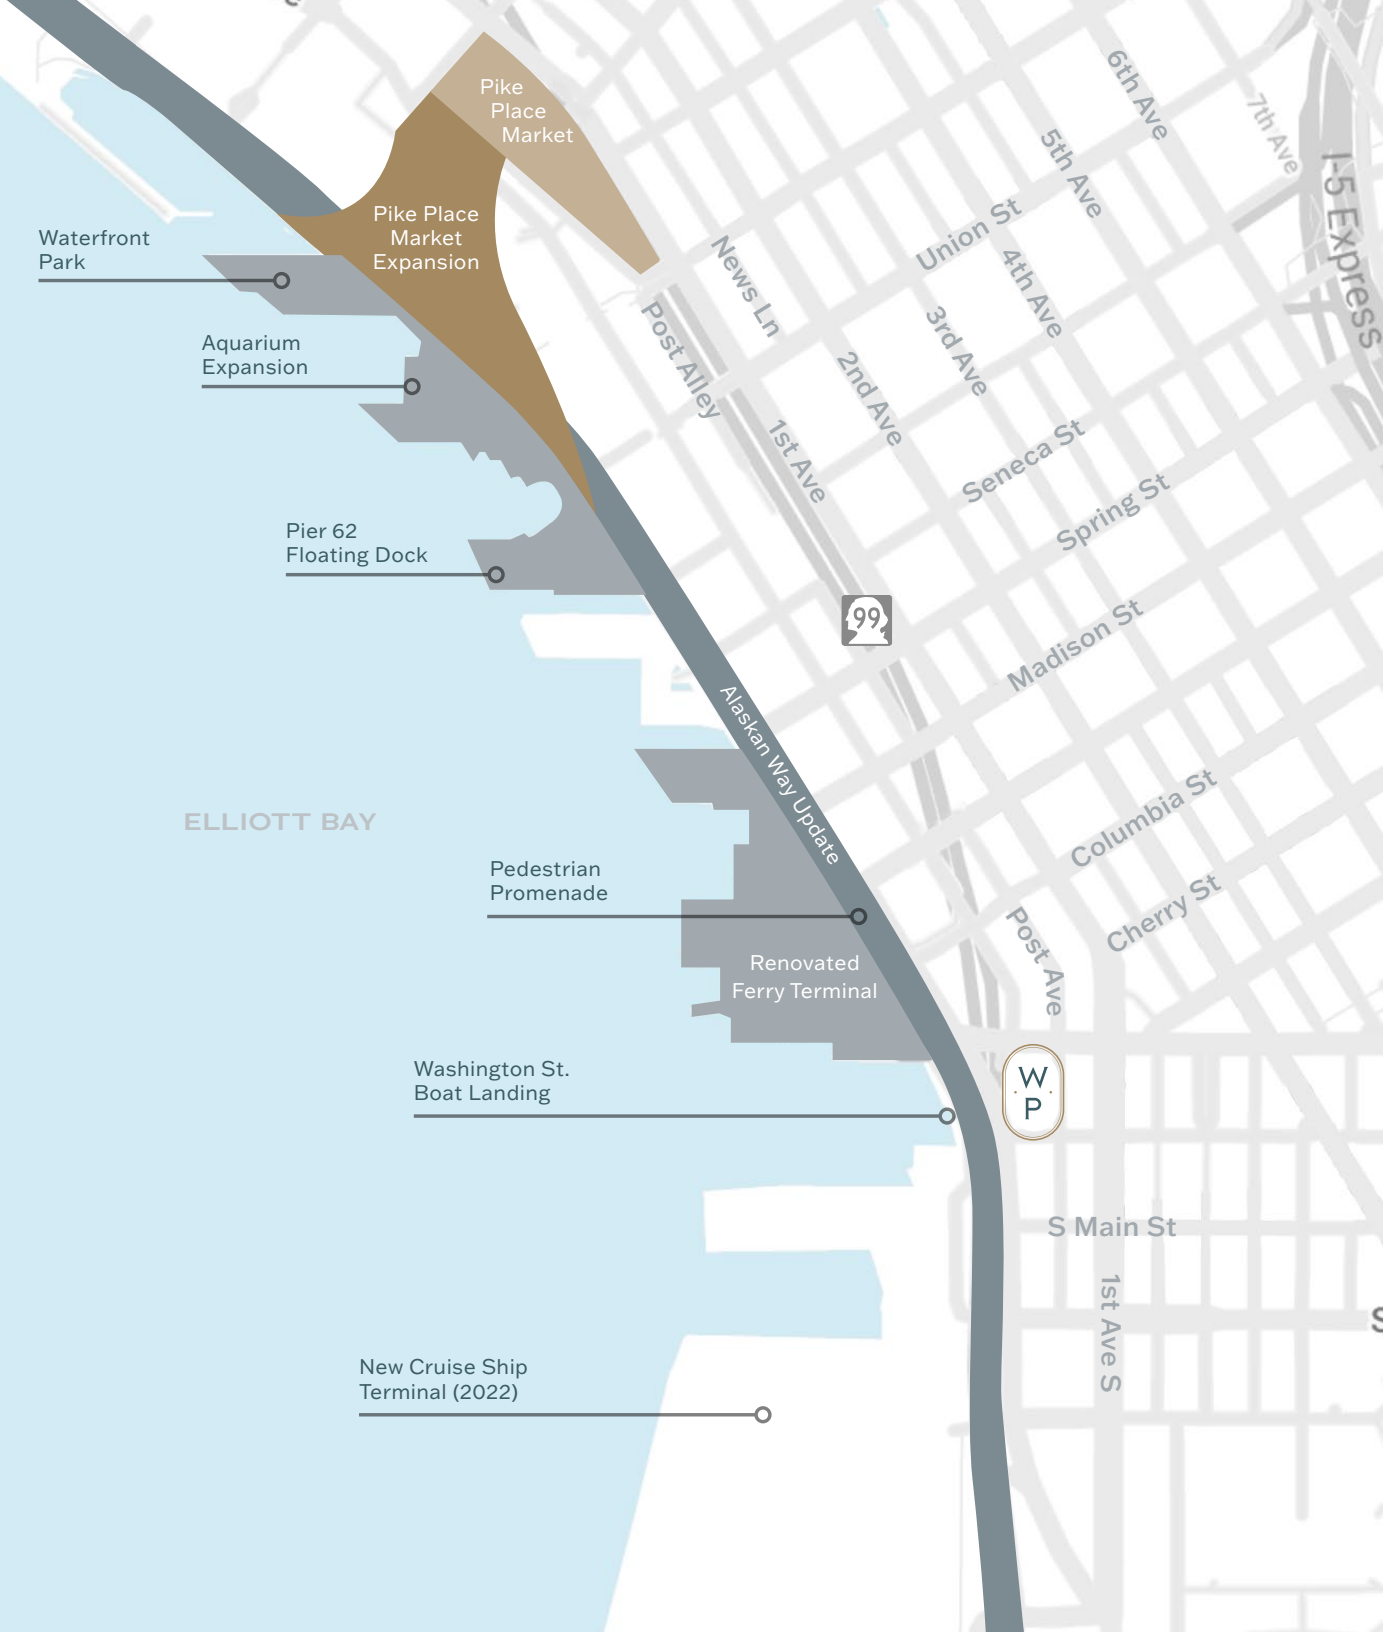 Pike
Place
Market
6th Ave
7th Ave
5th Ave
I-5 Express
Pike Place
Market
Expansion
Waterfront
Park
Union St
News Ln
4th Ave
Post Alley
3rd Ave
Aquarium
Expansion
2nd Ave
1st Ave
Seneca St
Spring St
Pier 62
Floating Dock
99
Madison St
Alaskan Way Update
ELLIOTT BAY
Columbia St
Pedestrian
Promenade
Cherry St
Post Ave
Renovated
Ferry Terminal
Washington St.
Boat Landing
W
P
S Main St
1st Ave S
New Cruise Ship
Terminal (2022)